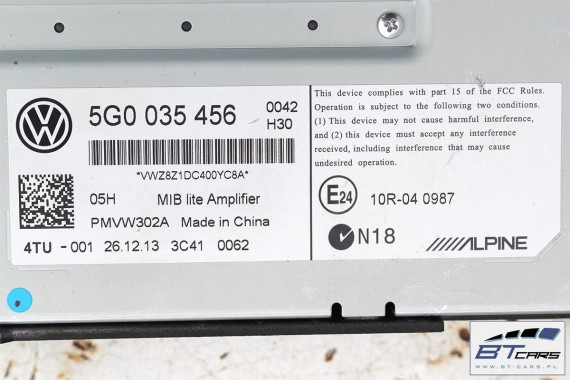 5G0 035 456 0042
H30
*VWZ8Z1DC400YC8A*
05H MIB lite Amplifier
PMVW302A Made in China
4TU - 001 26.12.13 3C41 0062
This device complies with part 15 of the FCC Rules.
Operation is subject to the following two conditions.
(1) This device may not cause harmful interference,
and (2) this device must accept any interference
received, including interference that may cause
undesired operation.
E24 10R-04 0987
N18 ALPINE
BT CARS
WWW.BT-CARS.PL